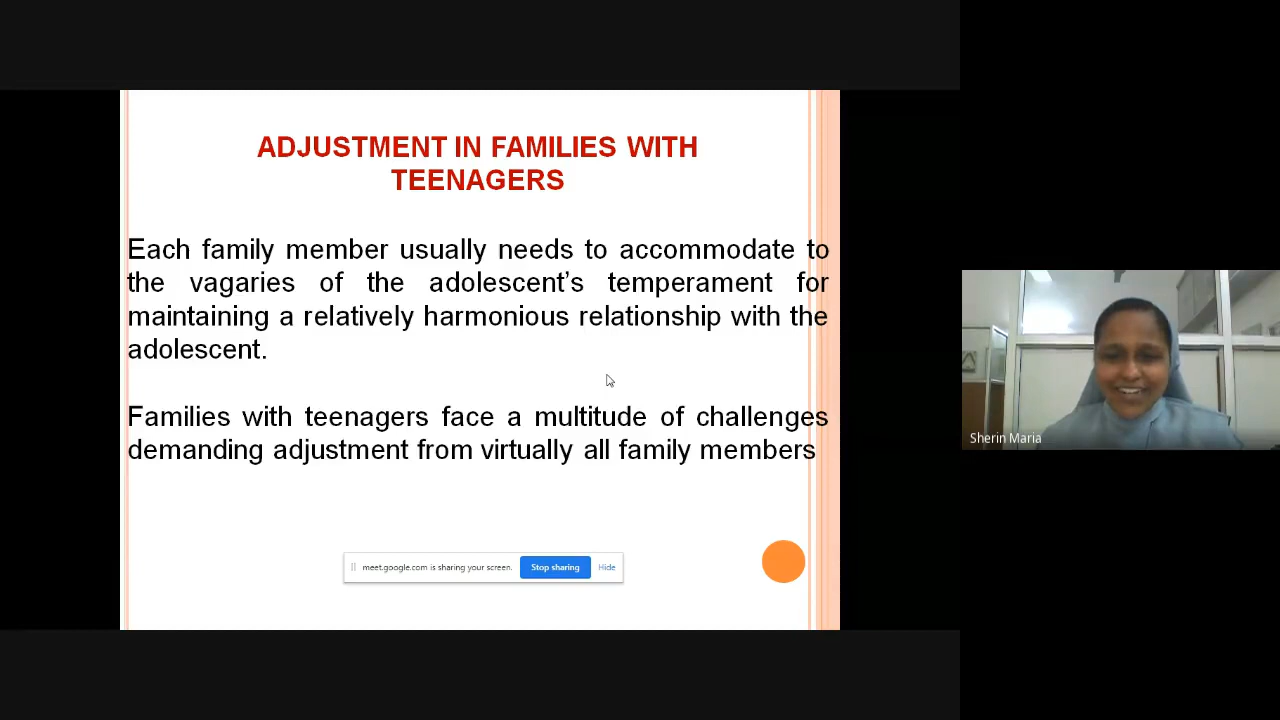 ADJUSTMENT IN FAMILIES WITH
TEENAGERS
Each family member usually needs to accommodate to
the vagaries of the adolescent’s temperament for
maintaining a relatively harmonious relationship with the
adolescent.
Families with teenagers face a multitude of challenges
demanding adjustment from virtually all family members
meet.google.com is sharing your screen.
Stop sharing
Hide
Sherin Maria